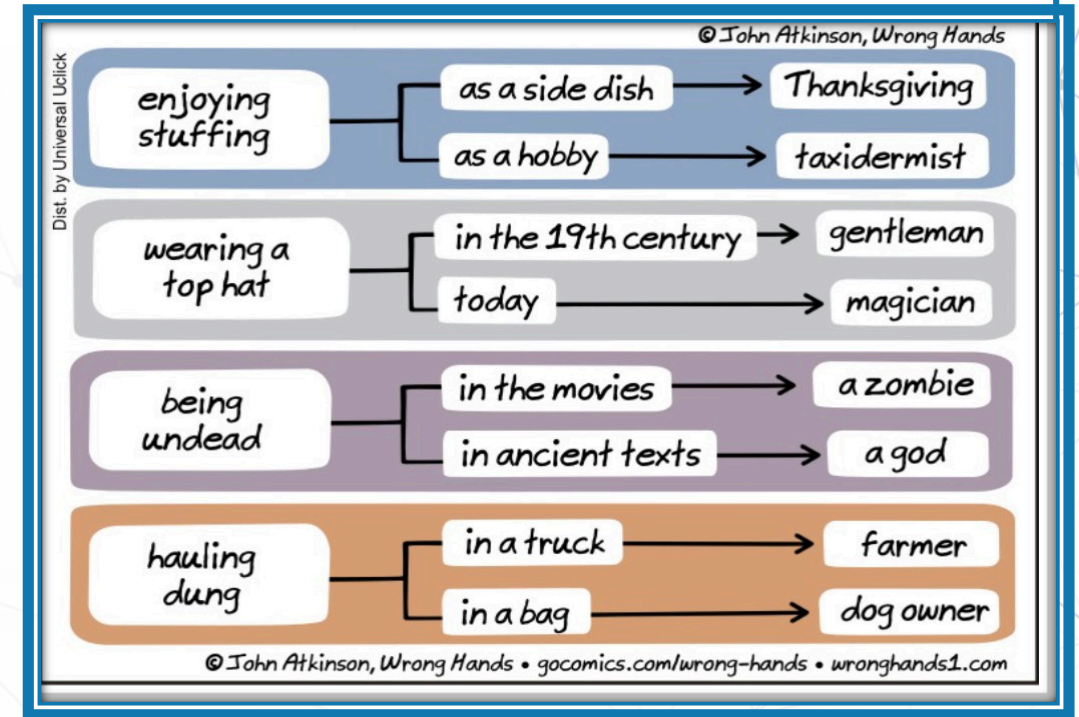 © John Atkinson, Wrong Hands
Dist. by Universal Uclick
enjoying
stuffing
as a side dish
Thanksgiving
as a hobby
taxidermist
wearing a
top hat
in the 19th century
gentleman
today
magician
being
undead
in the movies
a zombie
in ancient texts
a god
hauling
dung
in a truck
farmer
in a bag
dog owner
© John Atkinson, Wrong Hands • gocomics.com/wrong-hands • wronghands1.com